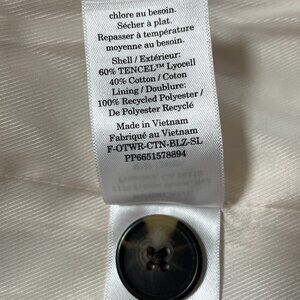 chlore au besoin.
Sécher à plat.
Repasser à température
moyenne au besoin.
Shell / Extérieur:
60% TENCEL™ Lyocell
40% Cotton / Coton
Lining / Doublure:
100% Recycled Polyester /
De Polyester Recyclé
Made in Vietnam
Fabriqué au Vietnam
F-OTWR-CTN-BLZ-SL
PP6651578894